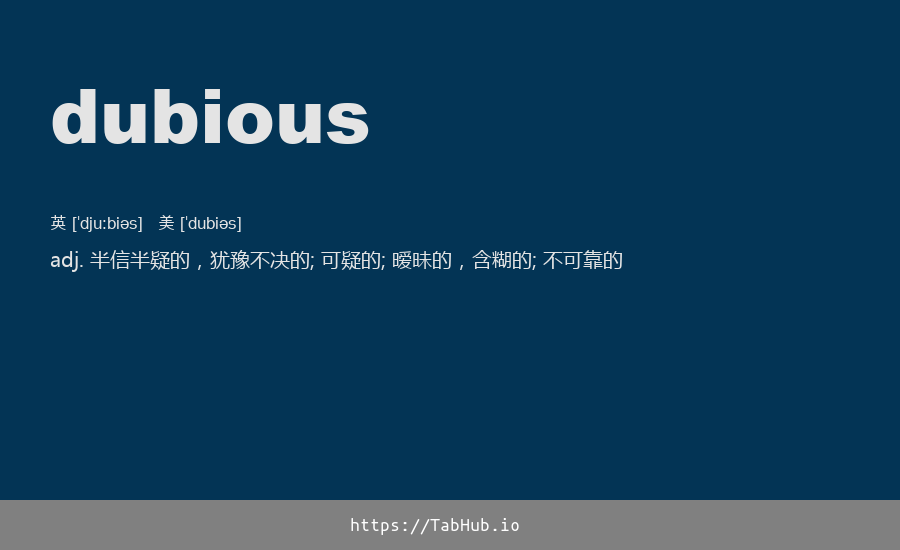 dubious
英 [ˈdjuːbiəs] 美 [ˈdubiəs]
adj. 半信半疑的，犹豫不决的; 可疑的; 暧昧的，含糊的; 不可靠的
https://TabHub.io